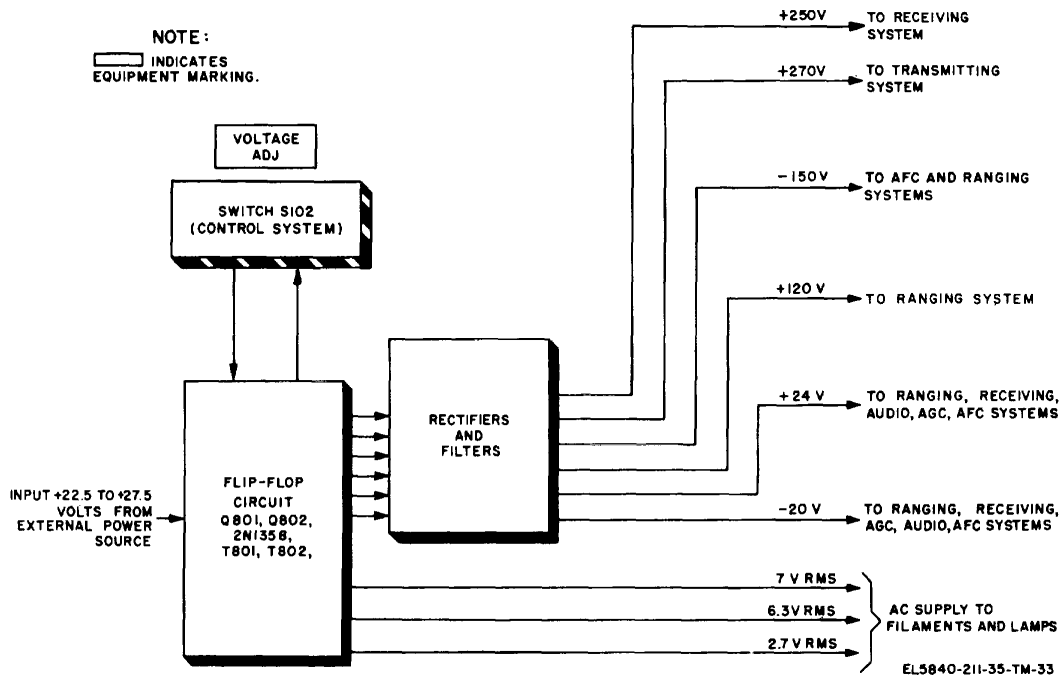 NOTE:
INDICATES
EQUIPMENT MARKING.
VOLTAGE
ADJ
SWITCH S102
(CONTROL SYSTEM)
INPUT +22.5 TO +27.5
VOLTS FROM
EXTERNAL POWER
SOURCE
FLIP-FLOP
CIRCUIT
Q801, Q802,
2N1358,
T801, T802,
RECTIFIERS
AND
FILTERS
+250V
TO RECEIVING
SYSTEM
+270V
TO TRANSMITTING
SYSTEM
-150V
TO AFC AND RANGING
SYSTEMS
+120 V
TO RANGING SYSTEM
+24 V
TO RANGING, RECEIVING,
AUDIO, AGC, AFC SYSTEMS
-20 V
TO RANGING, RECEIVING,
AGC, AUDIO, AFC SYSTEMS
7 V RMS
6.3V RMS
2.7 V RMS
AC SUPPLY TO
FILAMENTS AND LAMPS
EL5840-211-35-TM-33